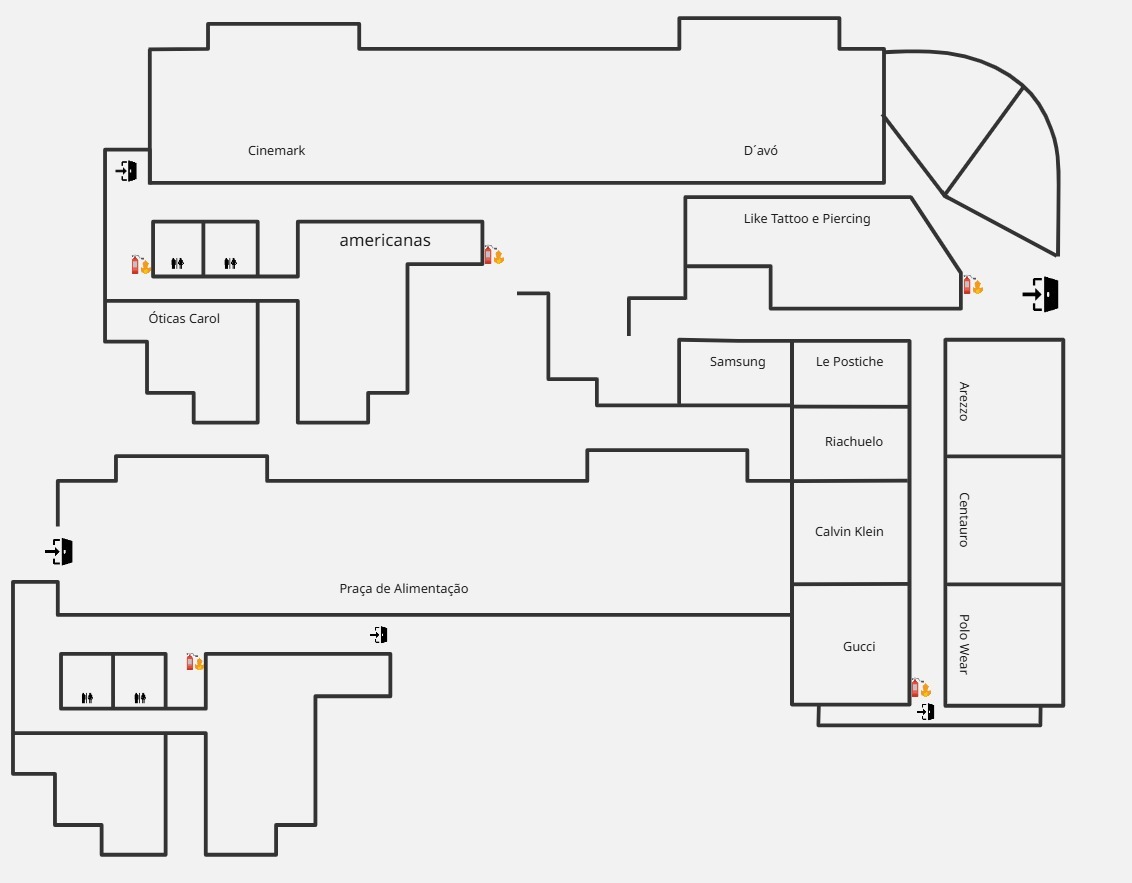 Cinemark
D´avó
Like Tattoo e Piercing
americanas
Óticas Carol
Samsung
Le Postiche
Arezzo
Riachuelo
Centauro
Calvin Klein
Praça de Alimentação
Polo Wear
Gucci